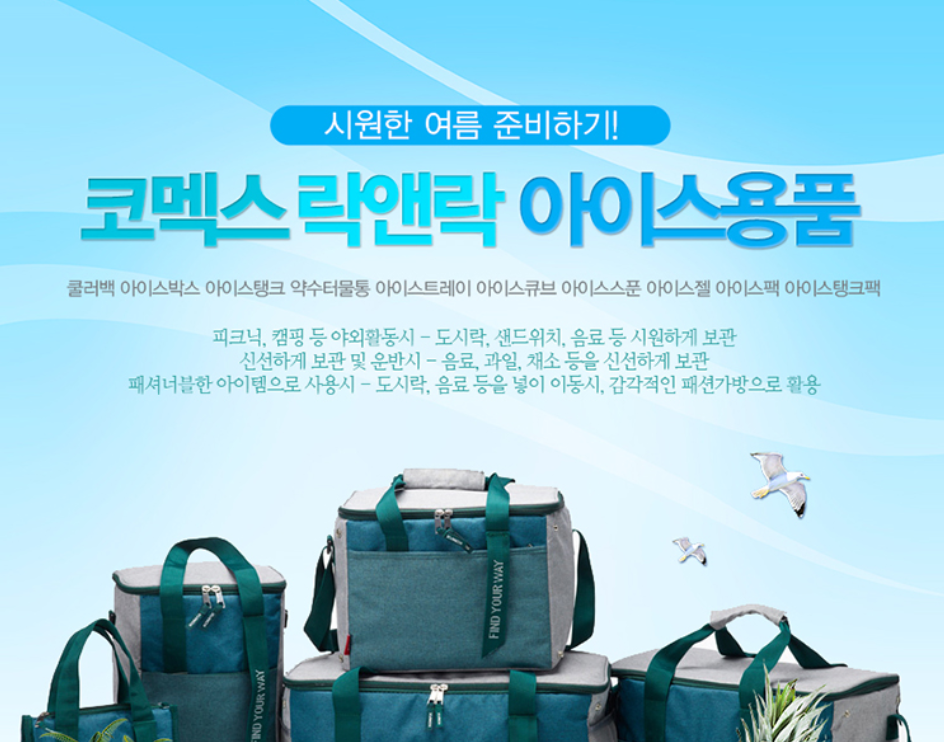 시원한 여름 준비하기!
코멕스 락앤락 아이스용품
쿨러백 아이스박스 아이스탱크 약수터물통 아이스트레이 아이스큐브 아이스스푼 아이스젤 아이스팩 아이스탱크팩
피크닉, 캠핑 등 야외활동시 - 도시락, 샌드위치, 음료 등 시원하게 보관
신선하게 보관 및 운반시 - 음료, 과일, 채소 등을 신선하게 보관
패셔너블한 아이템으로 사용시 - 도시락, 음료 등을 넣이 이동시, 감각적인 패션가방으로 활용
FIND YOUR WAY
FIND YOUR WAY